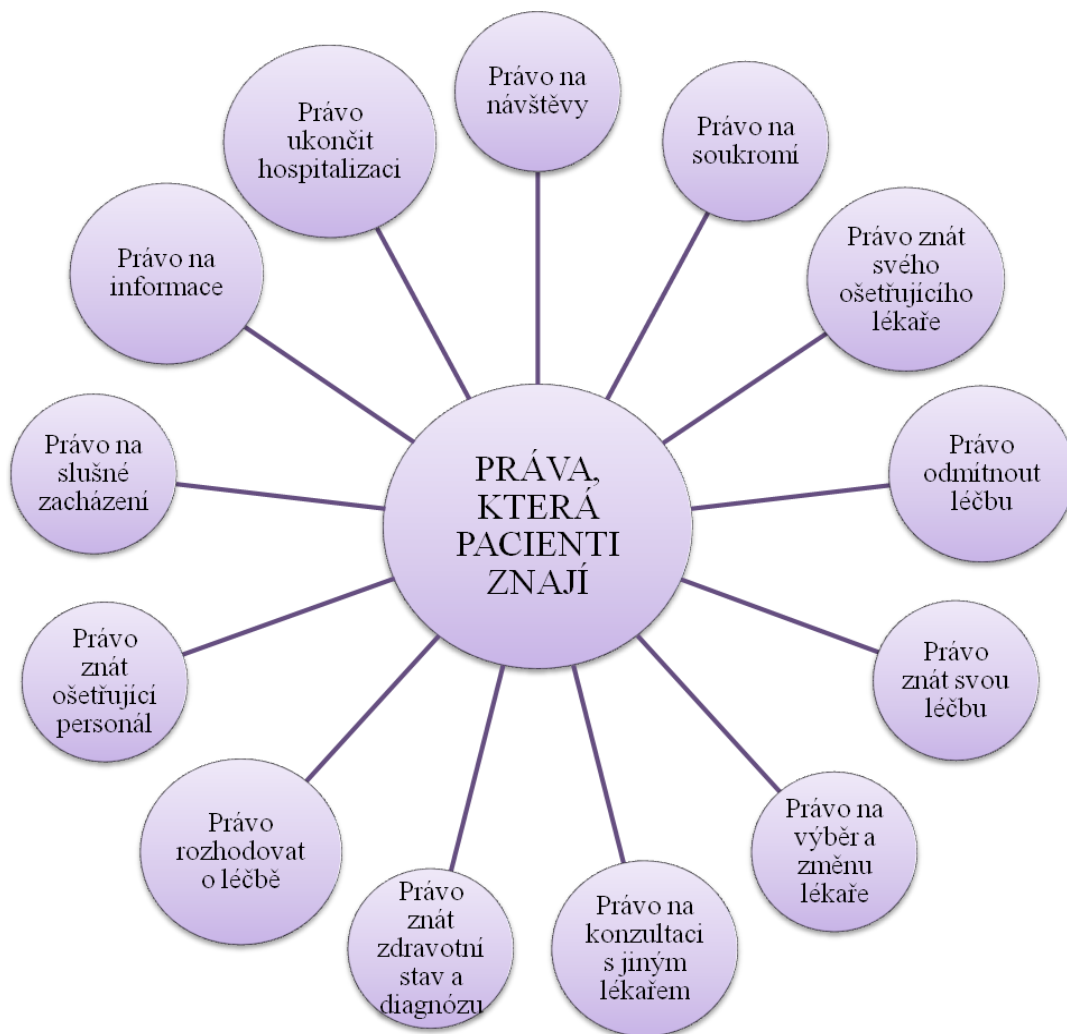 Právo na
návštěvy
Právo na
soukromí
Právo znát
svého
ošetřujícího
lékaře
Právo
odmítnout
léčbu
Právo
znát svou
léčbu
Právo na
výběr a
změnu
lékaře
Právo na
konzultaci
s jiným
lékařem
Právo
znát
zdravotní
stav a
diagnózu
Právo
rozhodovat
o léčbě
Právo
znát
ošetřující
personál
Právo na
slušné
zacházení
Právo na
informace
Právo
ukončit
hospitalizaci
PRÁVA,
KTERÁ
PACIENTI
ZNAJÍ